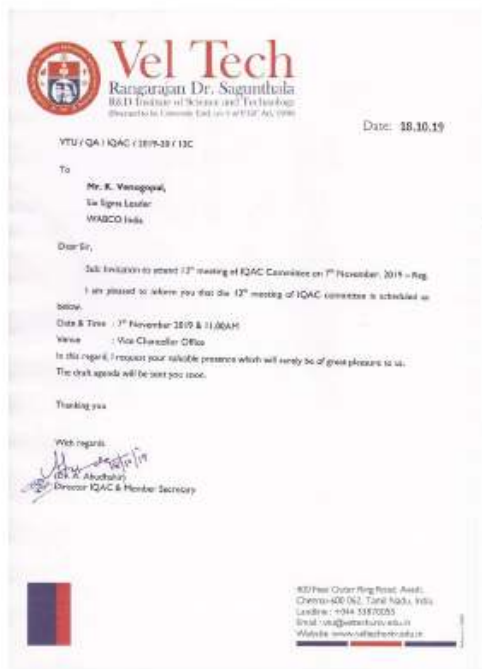 Vel Tech
Rangarajan Dr. Sagunthala
R&D Institute of Science and Technology
Date: 18.10.19
VTU / QA / IQAC / 2019-20 / 12C
To
Mr. K. Venogopal,
Six Sigma Leader
WABCO India
Dear Sir,
Sub: Invitation to attend 12th meeting of IQAC Committee on 7th November, 2019 – Reg.
I am pleased to inform you that the 12th meeting of IQAC committee is scheduled as
below.
Date & Time : 7th November 2019 & 11.00AM
Venue : Vice Chancellor Office
In this regard, I request your valuable presence which will surely be of great pleasure to us.
The draft agenda will be sent you soon.
Thanking you
With regards
Director IQAC & Member Secretary
Chennai-600 062, Tamil Nadu, India